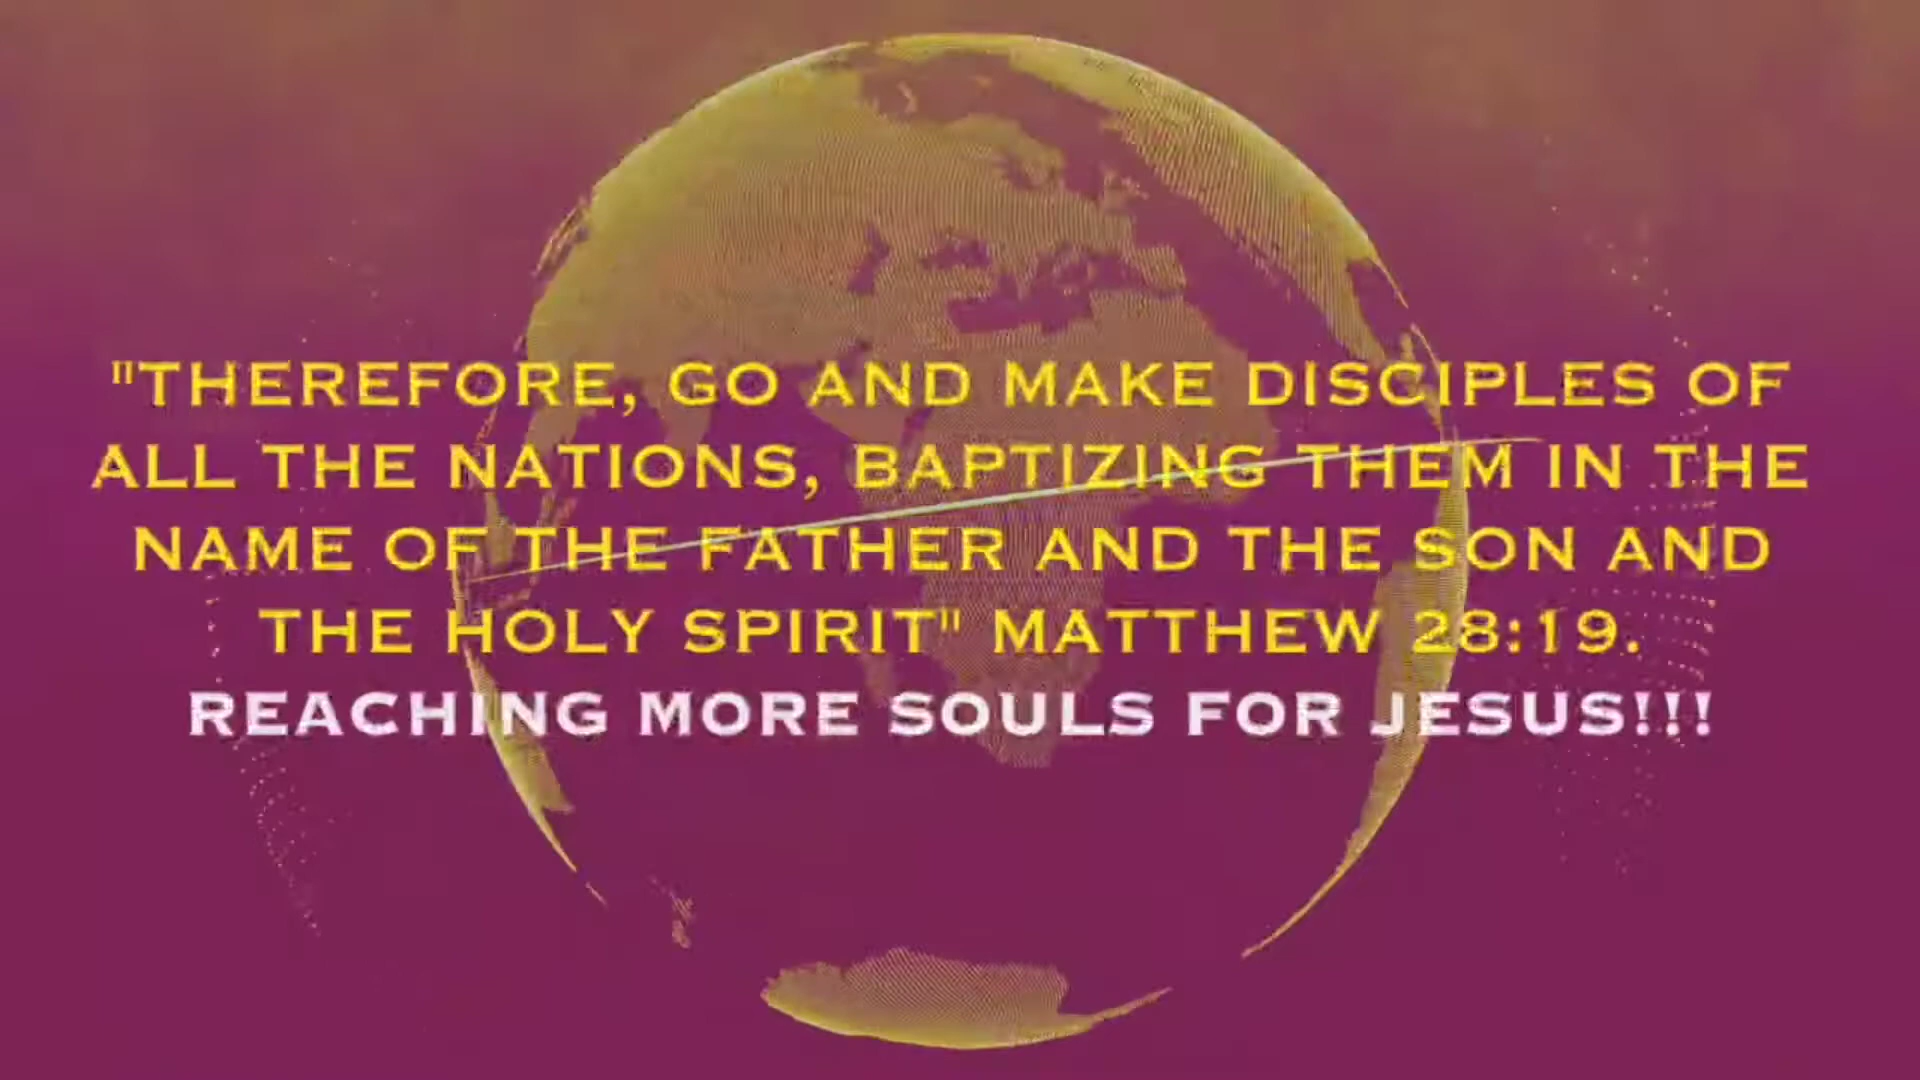 "THEREFORE, GO AND MAKE DISCIPLES OF
ALL THE NATIONS, BAPTIZING THEM IN THE
NAME OF THE FATHER AND THE SON AND
THE HOLY SPIRIT" MATTHEW 28:19.
REACHING MORE SOULS FOR JESUS!!!